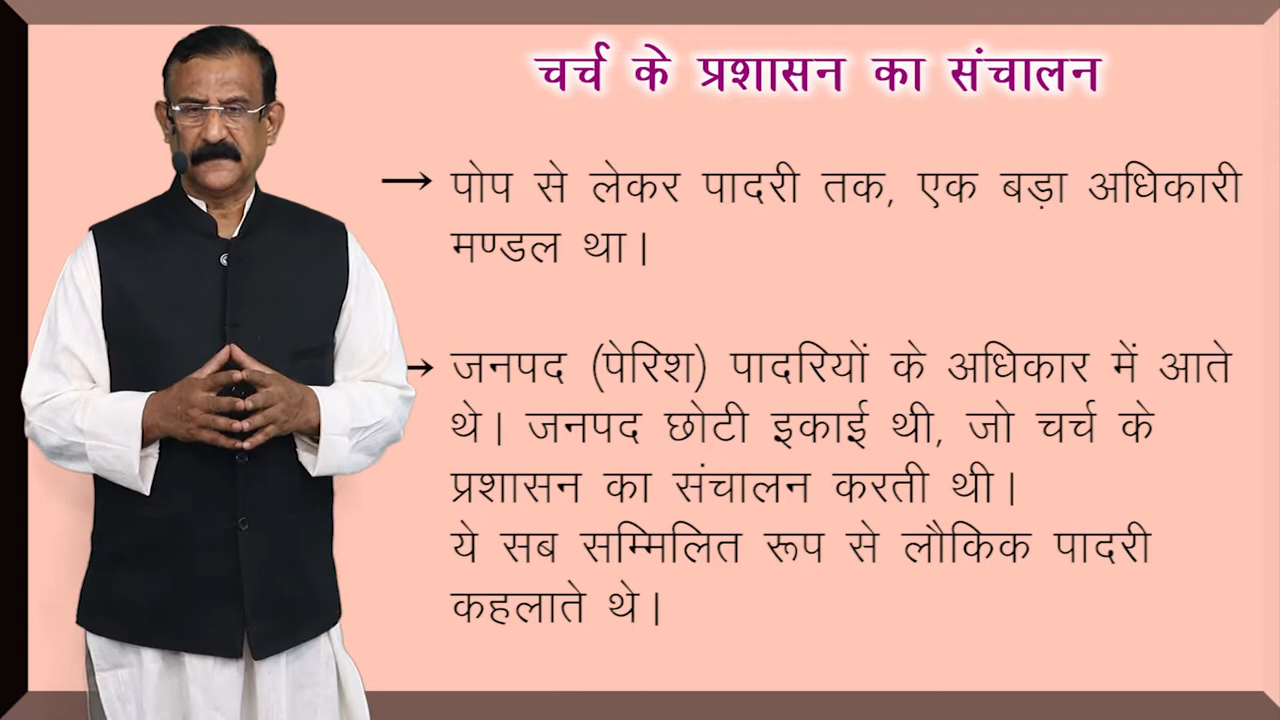 चर्च के प्रशासन का संचालन
→ पोप से लेकर पादरी तक, एक बड़ा अधिकारी
मण्डल था।
→ जनपद (पेरिश) पादरियों के अधिकार में आते
थे। जनपद छोटी इकाई थी, जो चर्च के
प्रशासन का संचालन करती थी।
ये सब सम्मिलित रूप से लौकिक पादरी
कहलाते थे।